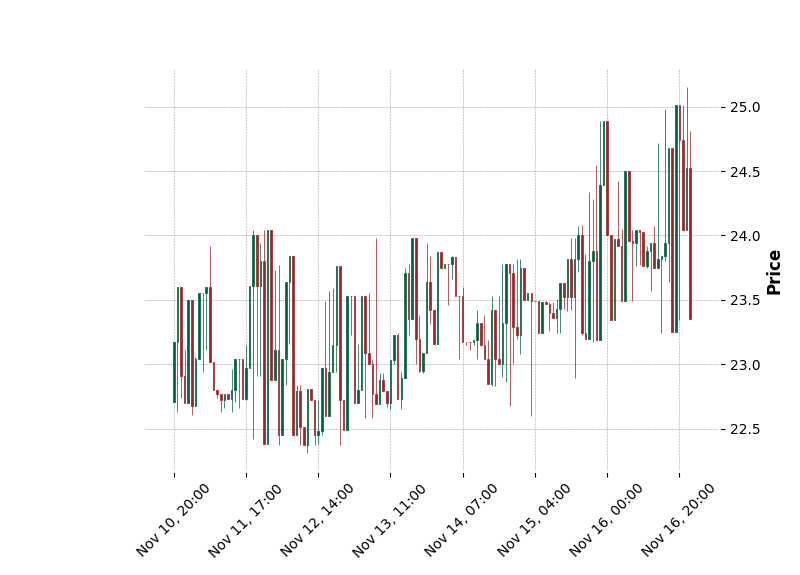 25.0
24.5
24.0
23.5
23.0
22.5
Price
Nov 10, 20:00
Nov 11, 17:00
Nov 12, 14:00
Nov 13, 11:00
Nov 14, 07:00
Nov 15, 04:00
Nov 16, 00:00
Nov 16, 20:00